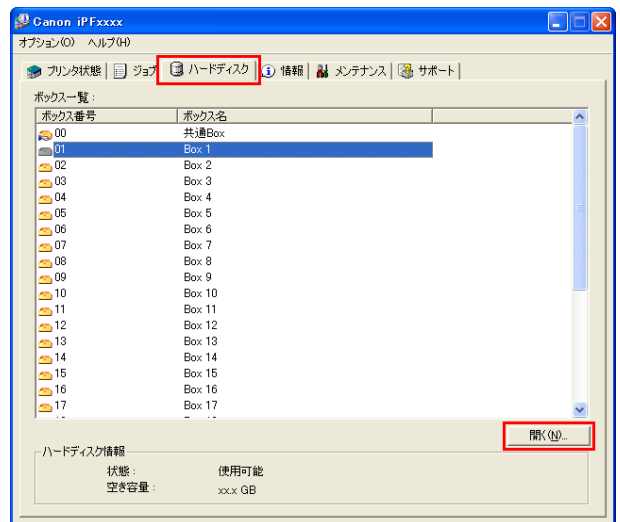 Canon iPFxxxx
オプション(O) ヘルプ(H)
プリンタ状態 ジョブ ハードディスク 情報 メンテナンス サポート
ボックス一覧 :
ボックス番号 ボックス名
00 共通Box
01 Box 1
02 Box 2
03 Box 3
04 Box 4
05 Box 5
06 Box 6
07 Box 7
08 Box 8
09 Box 9
10 Box 10
11 Box 11
12 Box 12
13 Box 13
14 Box 14
15 Box 15
16 Box 16
17 Box 17
開く(N)...
ハードディスク情報
状態 : 使用可能
空き容量 : xx.x GB